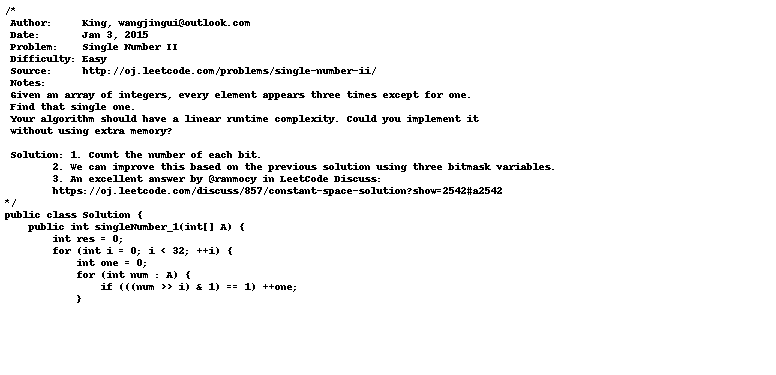 /*
 Author:     King, wangjingui@outlook.com
 Date:       Jan 3, 2015
 Problem:    Single Number II
 Difficulty: Easy
 Source:     http://oj.leetcode.com/problems/single-number-ii/
 Notes:
 Given an array of integers, every element appears three times except for one.
 Find that single one.
 Your algorithm should have a linear runtime complexity. Could you implement it
 without using extra memory?

 Solution: 1. Count the number of each bit.
        2. We can improve this based on the previous solution using three bitmask variables.
        3. An excellent answer by @ranmocy in LeetCode Discuss:
        https://oj.leetcode.com/discuss/857/constant-space-solution?show=2542#a2542
*/
public class Solution {
    public int singleNumber_1(int[] A) {
        int res = 0;
        for (int i = 0; i < 32; ++i) {
            int one = 0;
            for (int num : A) {
                if (((num >> i) & 1) == 1) ++one;
            }